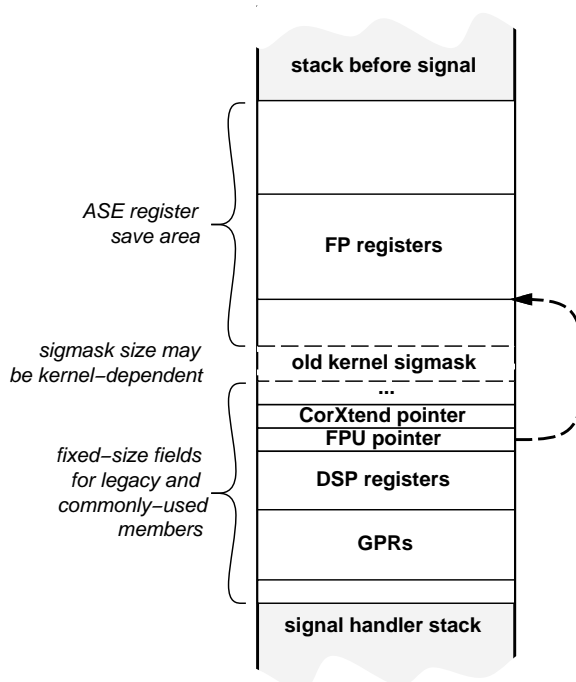 stack before signal
ASE register
save area
FP registers
sigmask size may
be kernel−dependent
old kernel sigmask
...
CorXtend pointer
FPU pointer
fixed−size fields
for legacy and
commonly−used
members
DSP registers
GPRs
signal handler stack